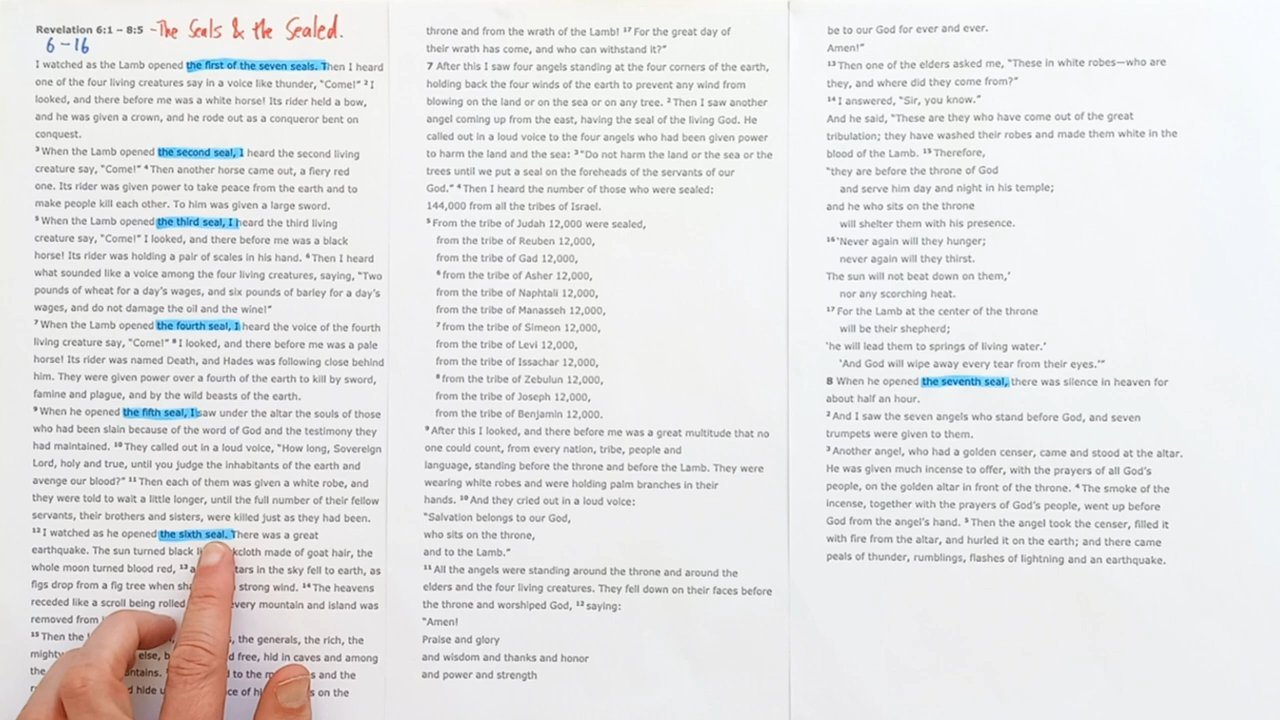 Revelation 6:1 – 8:5 - The Seals & the Sealed.
6-16
I watched as the Lamb opened the first of the seven seals. Then I heard
one of the four living creatures say in a voice like thunder, "Come!" ² I
looked, and there before me was a white horse! Its rider held a bow,
and he was given a crown, and he rode out as a conqueror bent on
conquest.
³ When the Lamb opened the second seal, I heard the second living
creature say, "Come!" ⁴ Then another horse came out, a fiery red
one. Its rider was given power to take peace from the earth and to
make people kill each other. To him was given a large sword.
⁵ When the Lamb opened the third seal, I heard the third living
creature say, "Come!" I looked, and there before me was a black
horse! Its rider was holding a pair of scales in his hand. ⁶ Then I heard
what sounded like a voice among the four living creatures, saying, "Two
pounds of wheat for a day's wages, and six pounds of barley for a day's
wages, and do not damage the oil and the wine!"
⁷ When the Lamb opened the fourth seal, I heard the voice of the fourth
living creature say, "Come!" ⁸ I looked, and there before me was a pale
horse! Its rider was named Death, and Hades was following close behind
him. They were given power over a fourth of the earth to kill by sword,
famine and plague, and by the wild beasts of the earth.
⁹ When he opened the fifth seal, I saw under the altar the souls of those
who had been slain because of the word of God and the testimony they
had maintained. ¹⁰ They called out in a loud voice, "How long, Sovereign
Lord, holy and true, until you judge the inhabitants of the earth and
avenge our blood?" ¹¹ Then each of them was given a white robe, and
they were told to wait a little longer, until the full number of their fellow
servants, their brothers and sisters, were killed just as they had been.
¹² I watched as he opened the sixth seal. There was a great
earthquake. The sun turned black kcloth made of goat hair, the
whole moon turned blood red, ¹³ tars in the sky fell to earth, as
figs drop from a fig tree when strong wind. ¹⁴ The heavens
receded like a scroll being rolled every mountain and island was
removed from
¹⁵ Then the , the generals, the rich, the
mighty else, d free, hid in caves and among
the ntains. to the m s and the
d hide ce of hi s on the
throne and from the wrath of the Lamb! ¹⁷ For the great day of
their wrath has come, and who can withstand it?"
7 After this I saw four angels standing at the four corners of the earth,
holding back the four winds of the earth to prevent any wind from
blowing on the land or on the sea or on any tree. ² Then I saw another
angel coming up from the east, having the seal of the living God. He
called out in a loud voice to the four angels who had been given power
to harm the land and the sea: ³ "Do not harm the land or the sea or the
trees until we put a seal on the foreheads of the servants of our
God." ⁴ Then I heard the number of those who were sealed:
144,000 from all the tribes of Israel.
⁵ From the tribe of Judah 12,000 were sealed,
from the tribe of Reuben 12,000,
from the tribe of Gad 12,000,
⁶ from the tribe of Asher 12,000,
from the tribe of Naphtali 12,000,
from the tribe of Manasseh 12,000,
⁷ from the tribe of Simeon 12,000,
from the tribe of Levi 12,000,
from the tribe of Issachar 12,000,
⁸ from the tribe of Zebulun 12,000,
from the tribe of Joseph 12,000,
from the tribe of Benjamin 12,000.
⁹ After this I looked, and there before me was a great multitude that no
one could count, from every nation, tribe, people and
language, standing before the throne and before the Lamb. They were
wearing white robes and were holding palm branches in their
hands. ¹⁰ And they cried out in a loud voice:
"Salvation belongs to our God,
who sits on the throne,
and to the Lamb."
¹¹ All the angels were standing around the throne and around the
elders and the four living creatures. They fell down on their faces before
the throne and worshiped God, ¹² saying:
"Amen!
Praise and glory
and wisdom and thanks and honor
and power and strength
be to our God for ever and ever.
Amen!"
¹³ Then one of the elders asked me, "These in white robes—who are
they, and where did they come from?"
¹⁴ I answered, "Sir, you know."
And he said, "These are they who have come out of the great
tribulation; they have washed their robes and made them white in the
blood of the Lamb. ¹⁵ Therefore,
"they are before the throne of God
and serve him day and night in his temple;
and he who sits on the throne
will shelter them with his presence.
¹⁶ 'Never again will they hunger;
never again will they thirst.
The sun will not beat down on them,'
nor any scorching heat.
¹⁷ For the Lamb at the center of the throne
will be their shepherd;
'he will lead them to springs of living water.'
'And God will wipe away every tear from their eyes.'"
8 When he opened the seventh seal, there was silence in heaven for
about half an hour.
² And I saw the seven angels who stand before God, and seven
trumpets were given to them.
³ Another angel, who had a golden censer, came and stood at the altar.
He was given much incense to offer, with the prayers of all God's
people, on the golden altar in front of the throne. ⁴ The smoke of the
incense, together with the prayers of God's people, went up before
God from the angel's hand. ⁵ Then the angel took the censer, filled it
with fire from the altar, and hurled it on the earth; and there came
peals of thunder, rumblings, flashes of lightning and an earthquake.